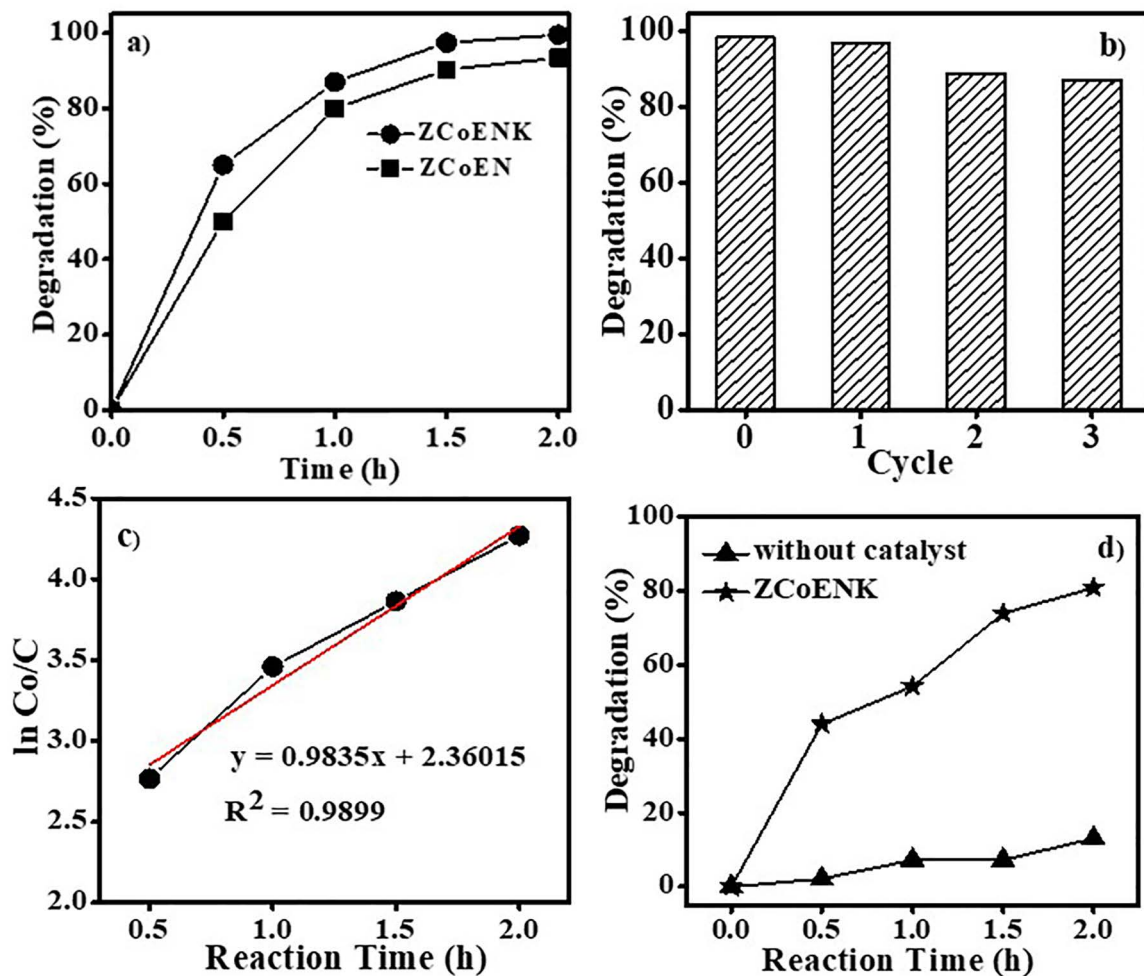 a)
Degradation (%)
100
80
60
40
20
0
ZCoENK
ZCoEN
0.0 0.5 1.0 1.5 2.0
Time (h)
b)
Degradation (%)
100
80
60
40
20
0
0 1 2 3
Cycle
c)
ln Co/C
4.5
4.0
3.5
3.0
2.5
2.0
y = 0.9835x + 2.36015
R² = 0.9899
0.5 1.0 1.5 2.0
Reaction Time (h)
d)
Degradation (%)
100
80
60
40
20
0
without catalyst
ZCoENK
0.0 0.5 1.0 1.5 2.0
Reaction Time (h)